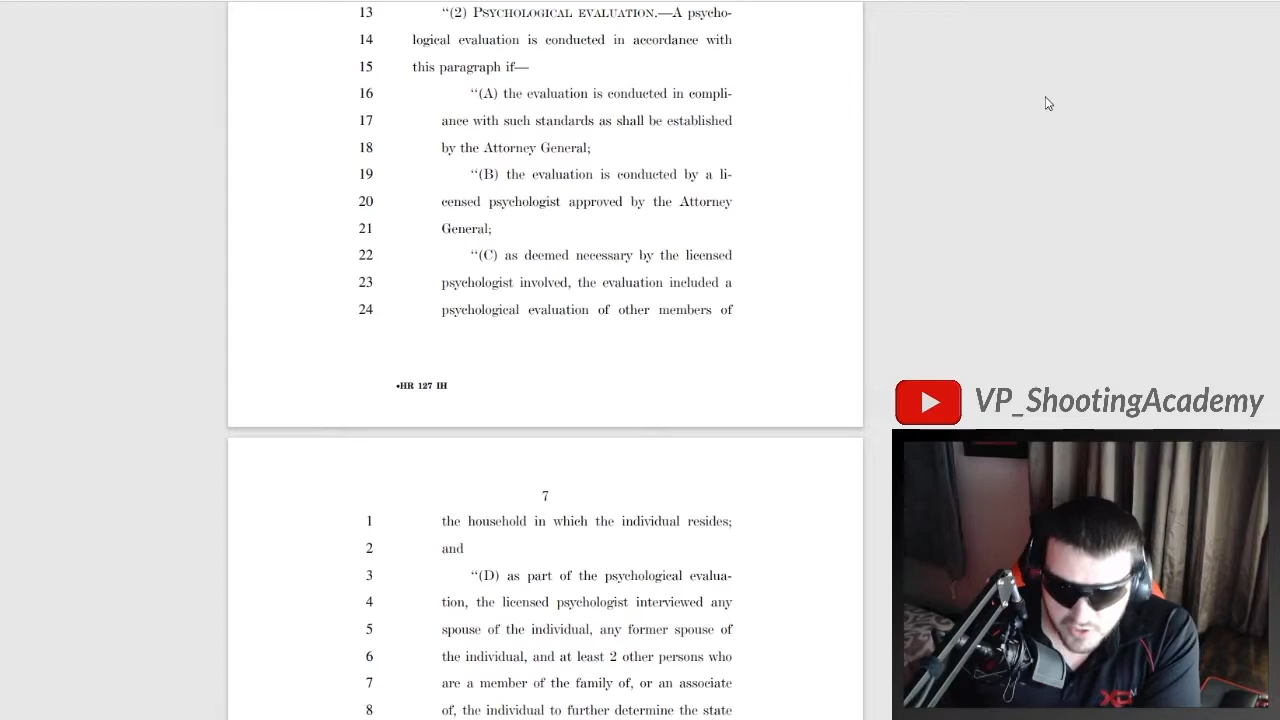 13 ‘‘(2) PSYCHOLOGICAL EVALUATION.—A psycho-
14 logical evaluation is conducted in accordance with
15 this paragraph if—
16 ‘‘(A) the evaluation is conducted in compli-
17 ance with such standards as shall be established
18 by the Attorney General;
19 ‘‘(B) the evaluation is conducted by a li-
20 censed psychologist approved by the Attorney
21 General;
22 ‘‘(C) as deemed necessary by the licensed
23 psychologist involved, the evaluation included a
24 psychological evaluation of other members of
•HR 127 IH
7
1 the household in which the individual resides;
2 and
3 ‘‘(D) as part of the psychological evalua-
4 tion, the licensed psychologist interviewed any
5 spouse of the individual, any former spouse of
6 the individual, and at least 2 other persons who
7 are a member of the family of, or an associate
8 of, the individual to further determine the state
VP_ShootingAcademy